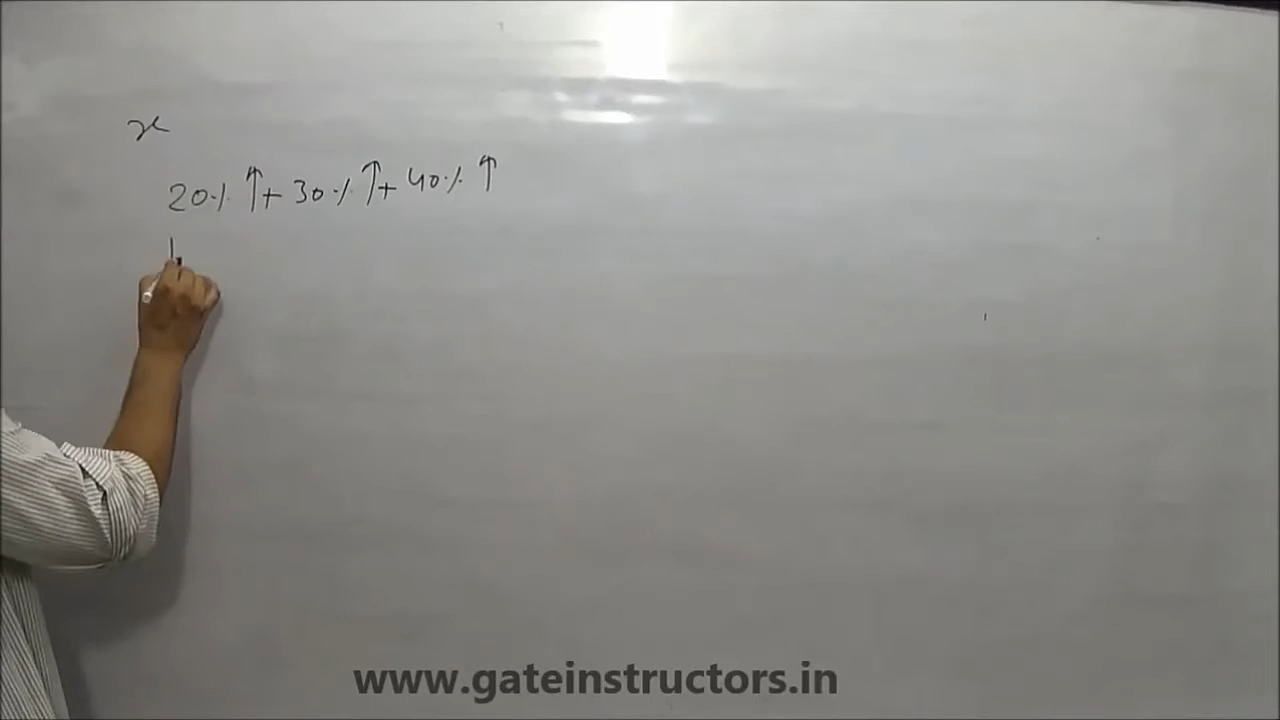 x
20% ↑ + 30% ↑ + 40% ↑
www.gateinstructors.in